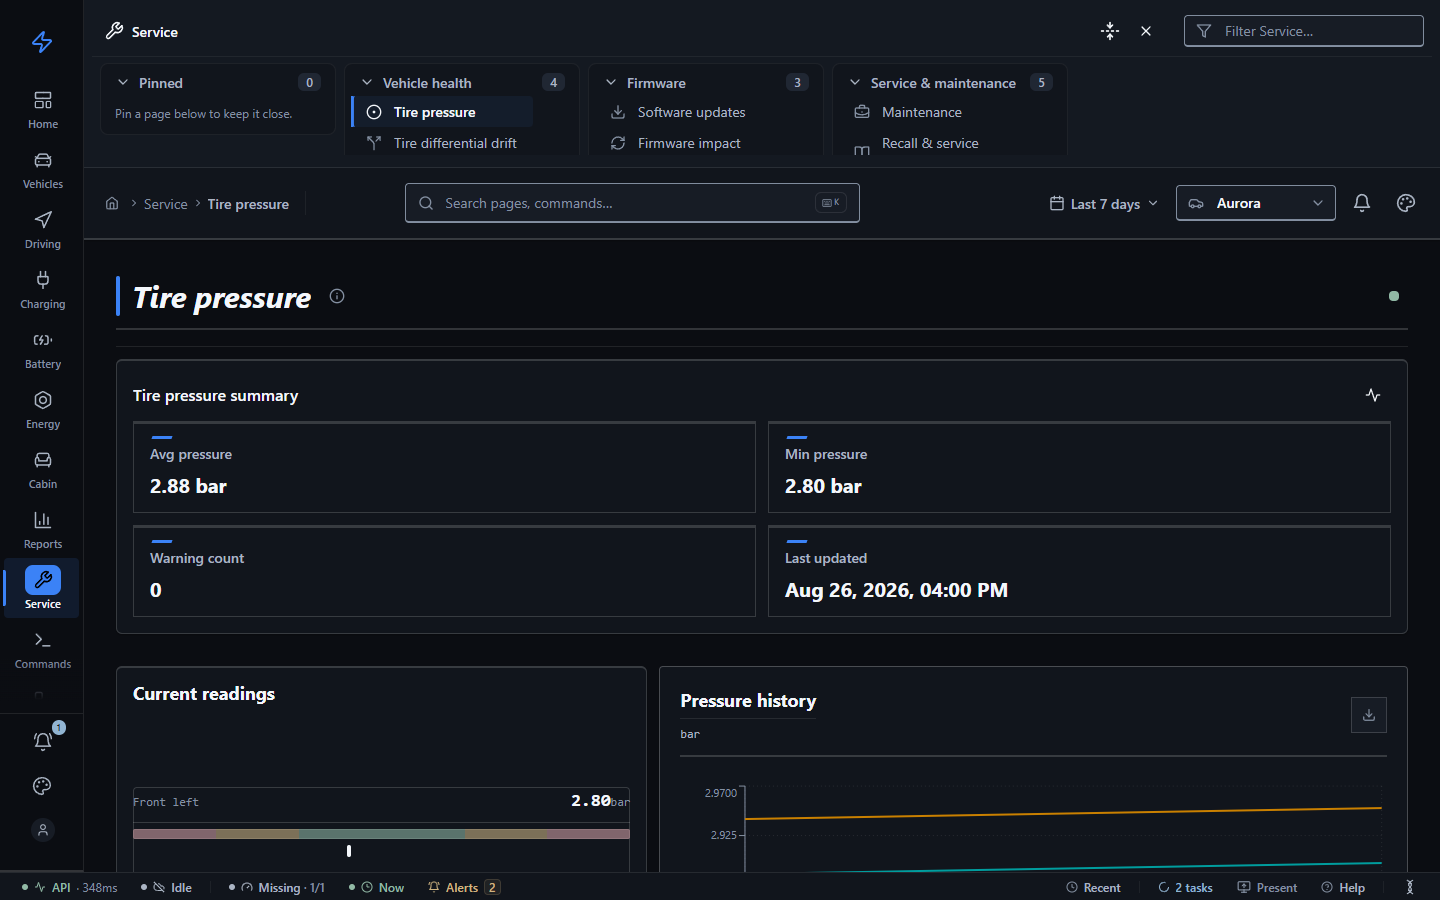 Service
Filter Service...
Pinned 0
Pin a page below to keep it close.
Vehicle health 4
Tire pressure
Tire differential drift
Firmware 3
Software updates
Firmware impact
Service & maintenance 5
Maintenance
Recall & service
Home
Vehicles
Driving
Charging
Battery
Energy
Cabin
Reports
Service
Commands
1
Service
Tire pressure
Search pages, commands...
K
Last 7 days
Aurora
Tire pressure
Tire pressure summary
Avg pressure
2.88 bar
Min pressure
2.80 bar
Warning count
0
Last updated
Aug 26, 2026, 04:00 PM
Current readings
Front left 2.80 bar
Pressure history
bar
2.9700
2.925
API · 348ms
Idle
Missing · 1/1
Now
Alerts 2
Recent
2 tasks
Present
Help